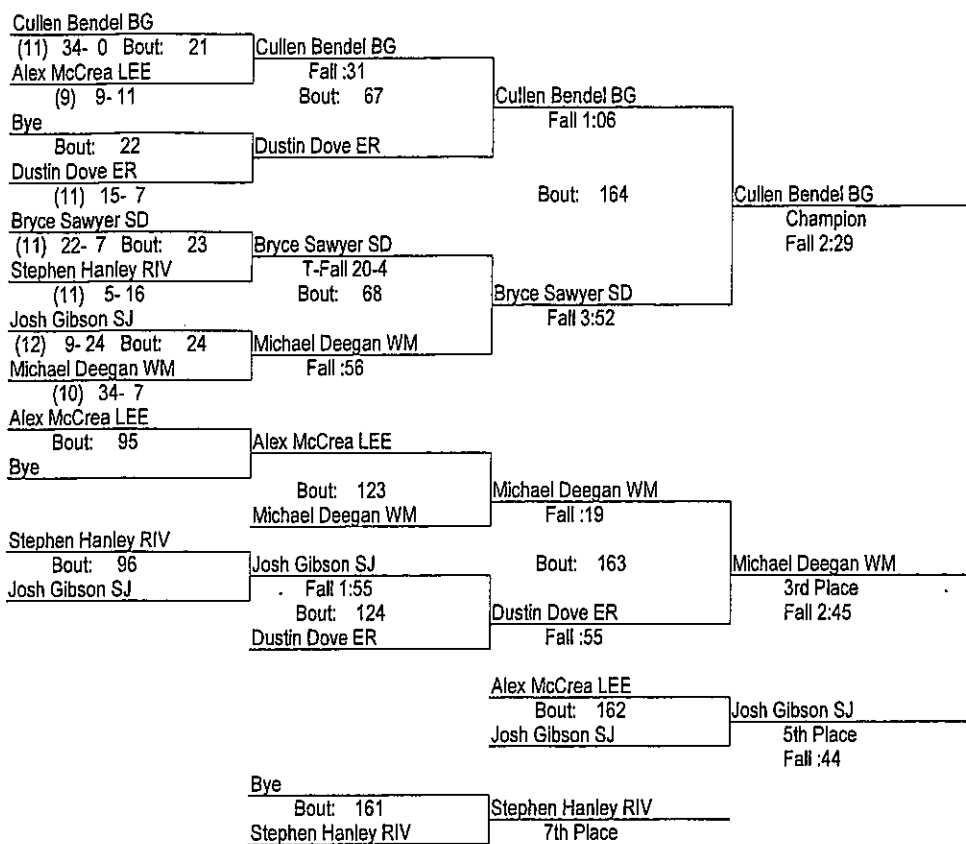 Cullen Bendel BG
(11) 34- 0 Bout: 21
Cullen Bendel BG
Alex McCrea LEE
Fall :31
(9) 9-11
Bout: 67
Cullen Bendel BG
Bye
Fall 1:06
Bout: 22
Dustin Dove ER
Dustin Dove ER
(11) 15- 7
Bout: 164
Cullen Bendel BG
Bryce Sawyer SD
Champion
(11) 22- 7 Bout: 23
Bryce Sawyer SD
Fall 2:29
Stephen Hanley RIV
T-Fall 20-4
(11) 5-16
Bout: 68
Bryce Sawyer SD
Josh Gibson SJ
Fall 3:52
(12) 9-24 Bout: 24
Michael Deegan WM
Michael Deegan WM
Fall :56
(10) 34- 7
Alex McCrea LEE
Bout: 95
Alex McCrea LEE
Bye
Bout: 123
Michael Deegan WM
Michael Deegan WM
Fall :19
Stephen Hanley RIV
Bout: 96
Josh Gibson SJ
Bout: 163
Michael Deegan WM
Josh Gibson SJ
Fall 1:55
3rd Place
Bout: 124
Dustin Dove ER
Fall 2:45
Dustin Dove ER
Fall :55
Alex McCrea LEE
Bout: 162
Josh Gibson SJ
Josh Gibson SJ
5th Place
Fall :44
Bye
Bout: 161
Stephen Hanley RIV
Stephen Hanley RIV
7th Place